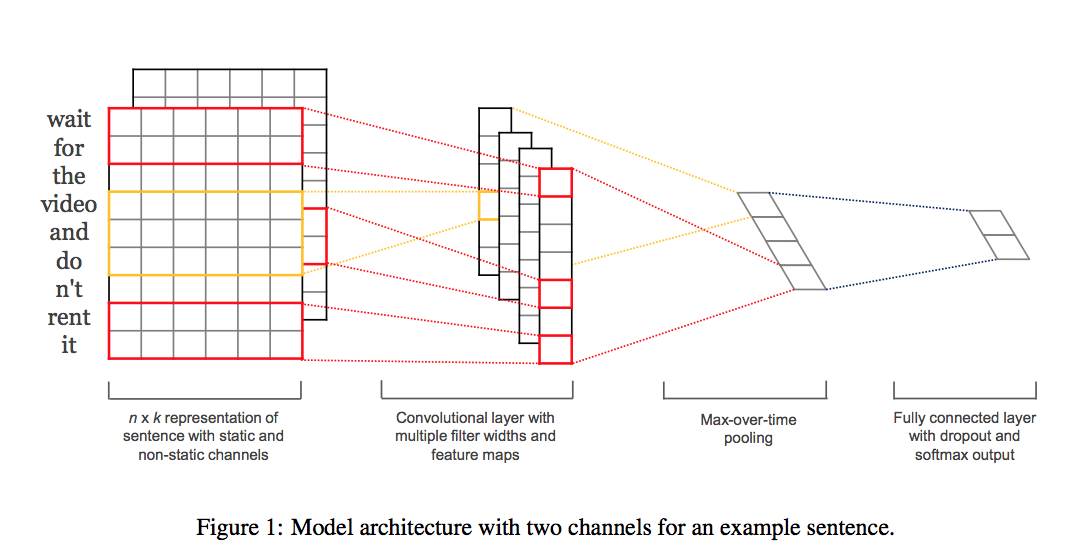 wait
for
the
video
and
do
n't
rent
it
n x k representation of
sentence with static and
non-static channels
Convolutional layer with
multiple filter widths and
feature maps
Max-over-time
pooling
Fully connected layer
with dropout and
softmax output
Figure 1: Model architecture with two channels for an example sentence.